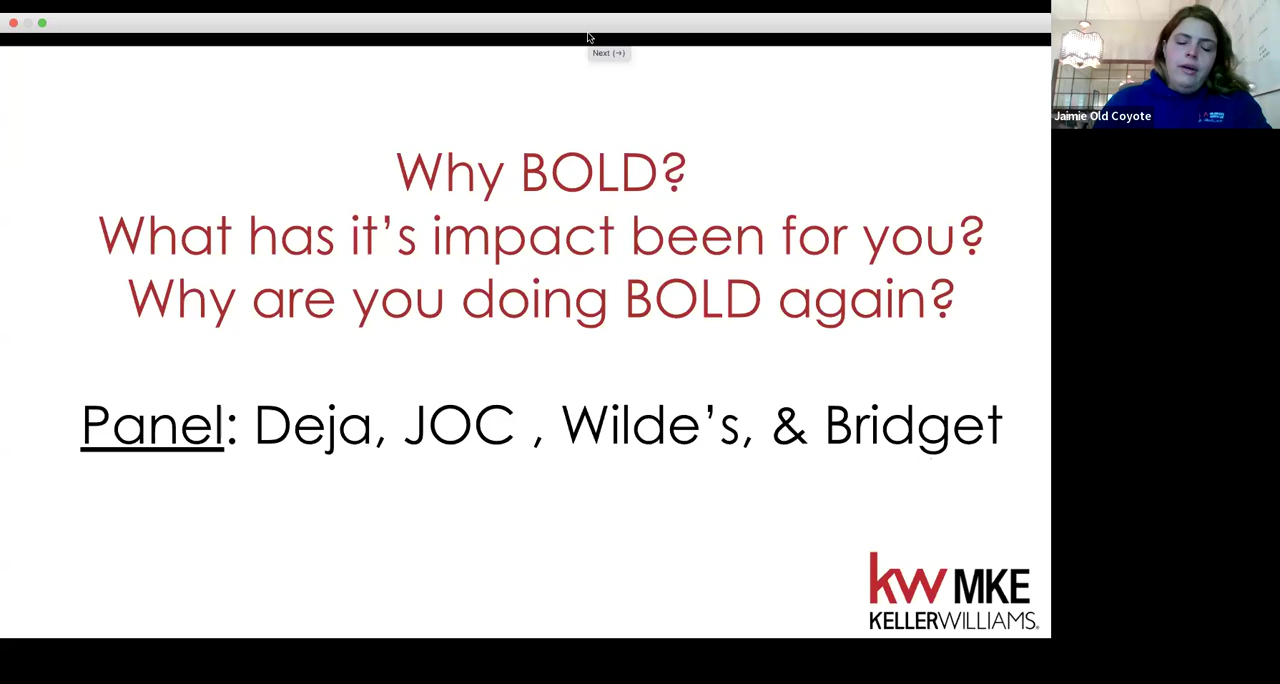 Next (→)
Jaimie Old Coyote
Why BOLD?
What has it’s impact been for you?
Why are you doing BOLD again?
Panel: Deja, JOC , Wilde’s, & Bridget
kw MKE
KELLERWILLIAMS®